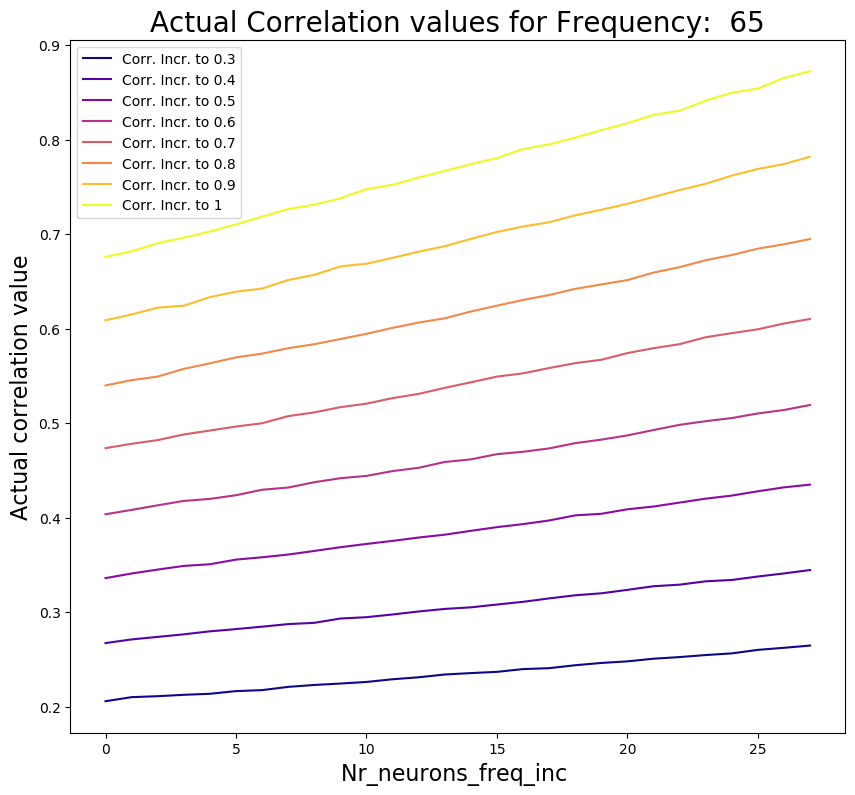 Actual Correlation values for Frequency:  65
Corr. Incr. to 0.3
Corr. Incr. to 0.4
Corr. Incr. to 0.5
Corr. Incr. to 0.6
Corr. Incr. to 0.7
Corr. Incr. to 0.8
Corr. Incr. to 0.9
Corr. Incr. to 1
Actual correlation value
0.9
0.8
0.7
0.6
0.5
0.4
0.3
0.2
0 5 10 15 20 25
Nr_neurons_freq_inc